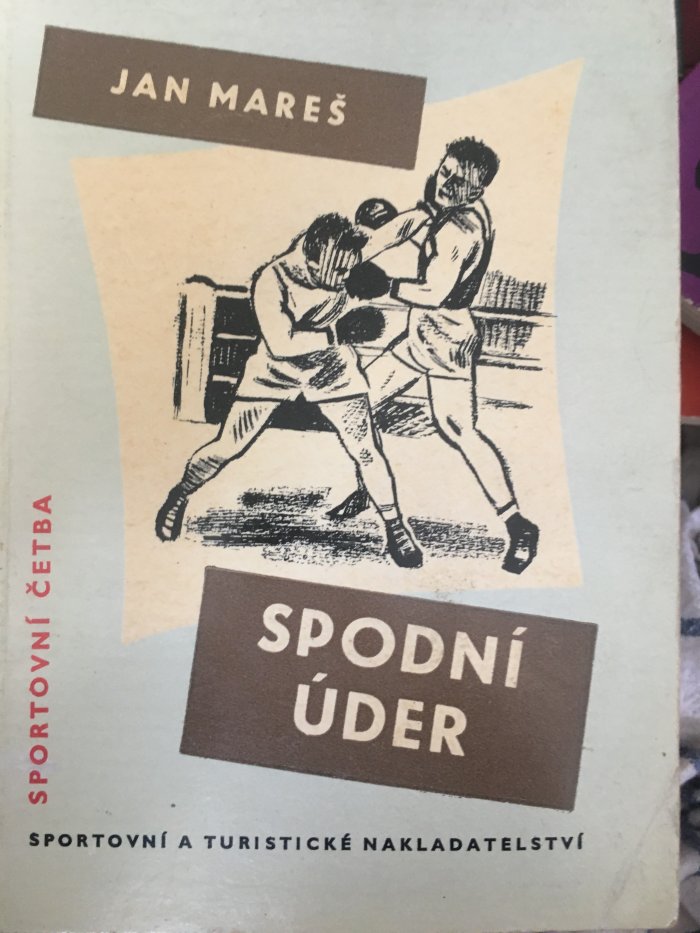 JAN MAREŠ
SPODNÍ
ÚDER
SPORTOVNÍ ČETBA
SPORTOVNÍ A TURISTICKÉ NAKLADATELSTVÍ